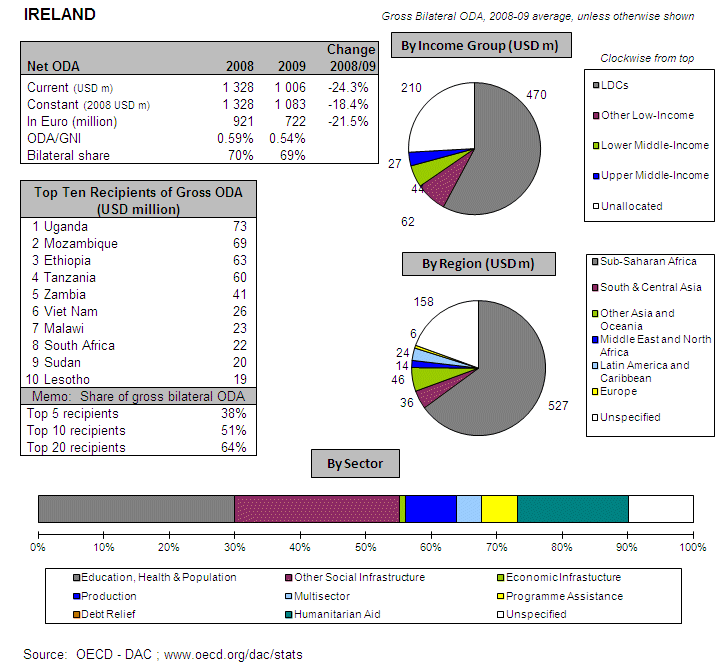 IRELAND
Gross Bilateral ODA, 2008-09 average, unless otherwise shown
Change
Net ODA 2008 2009 2008/09
Current (USD m) 1 328 1 006 -24.3%
Constant (2008 USD m) 1 328 1 083 -18.4%
In Euro (million) 921 722 -21.5%
ODA/GNI 0.59% 0.54%
Bilateral share 70% 69%
By Income Group (USD m)
Clockwise from top
210
470
27
44
62
LDCs
Other Low-Income
Lower Middle-Income
Upper Middle-Income
Unallocated
Top Ten Recipients of Gross ODA
(USD million)
1 Uganda 73
2 Mozambique 69
3 Ethiopia 63
4 Tanzania 60
5 Zambia 41
6 Viet Nam 26
7 Malawi 23
8 South Africa 22
9 Sudan 20
10 Lesotho 19
Memo: Share of gross bilateral ODA
Top 5 recipients 38%
Top 10 recipients 51%
Top 20 recipients 64%
By Region (USD m)
158
6
24
14
46
36
527
Sub-Saharan Africa
South & Central Asia
Other Asia and
Oceania
Middle East and North
Africa
Latin America and
Caribbean
Europe
Unspecified
By Sector
0% 10% 20% 30% 40% 50% 60% 70% 80% 90% 100%
Education, Health & Population Other Social Infrastructure Economic Infrastucture
Production Multisector Programme Assistance
Debt Relief Humanitarian Aid Unspecified
Source: OECD - DAC ; www.oecd.org/dac/stats